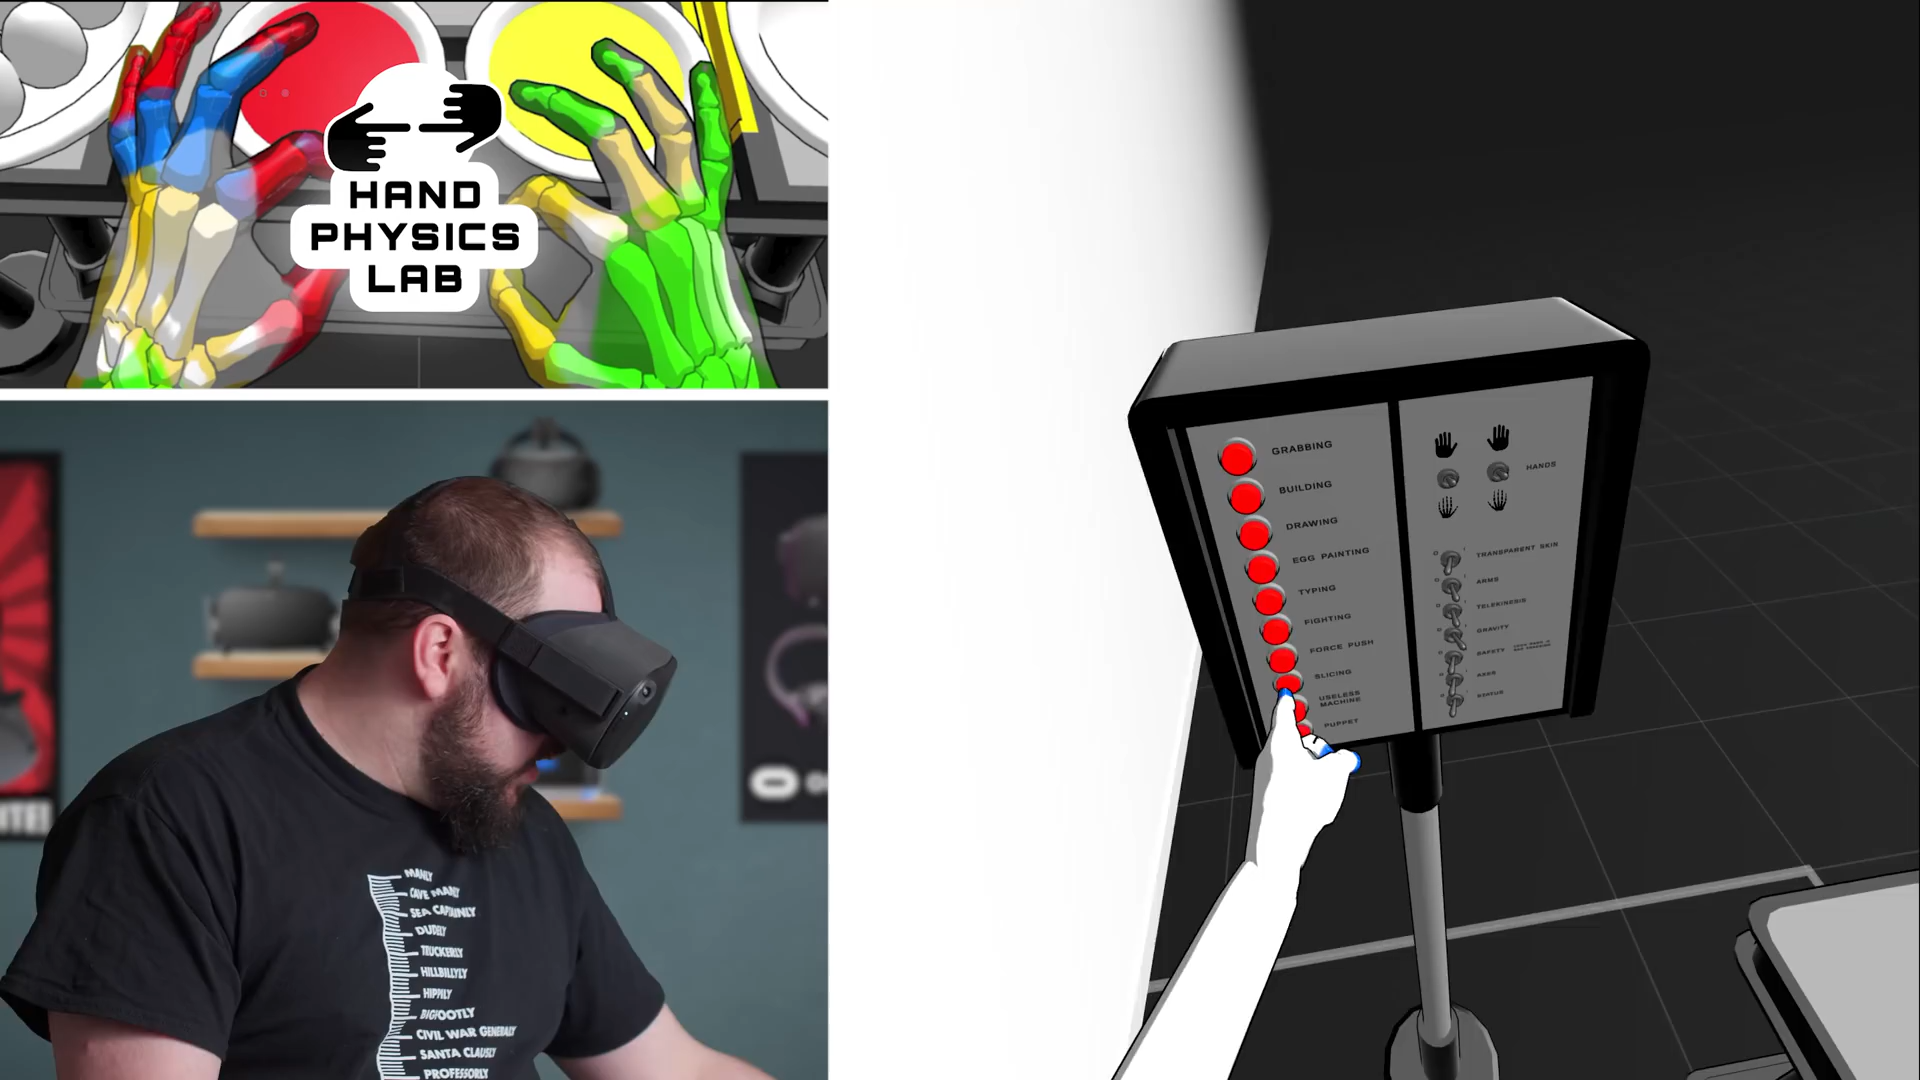 HAND
PHYSICS
LAB
MANLY
CAVE MANLY
SEA CAPTAINLY
DUDELY
TRUCKERLY
HILLBILLYLY
HIPPILY
BIGFOOTLY
CIVIL WAR GENERALLY
SANTA CLAUSLY
PROFESSORLY
GRABBING
BUILDING
DRAWING
EGG PAINTING
TYPING
FIGHTING
FORCE PUSH
SLICING
USELESS
MACHINE
PUPPET
HANDS
TRANSPARENT SKIN
ARMS
TELEKINESIS
GRAVITY
SAFETY
AXES
STATUS